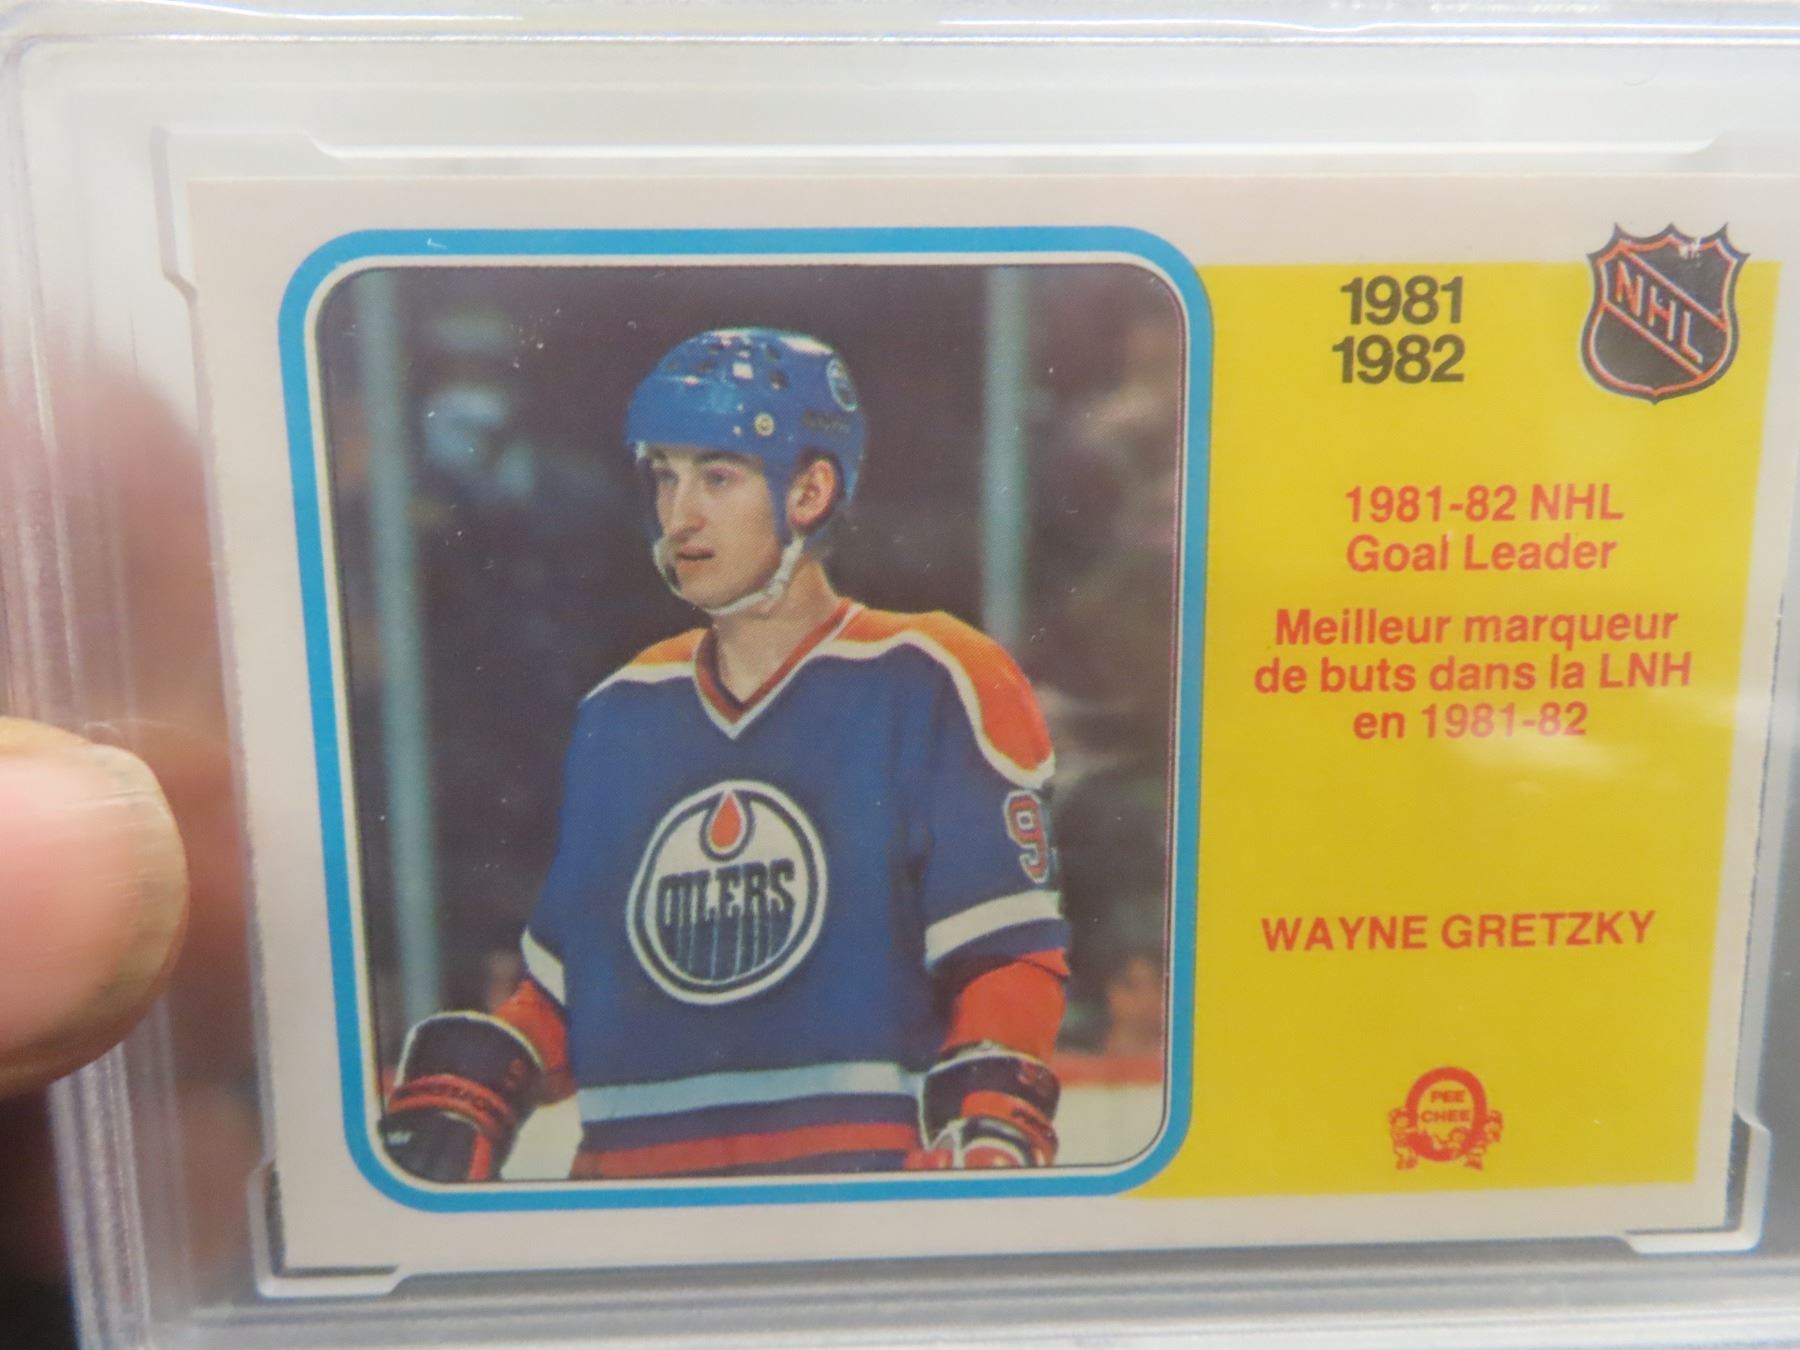 1981
1982
NHL
1981-82 NHL
Goal Leader
Meilleur marqueur
de buts dans la LNH
en 1981-82
WAYNE GRETZKY
PEE
CHEE
OILERS
9